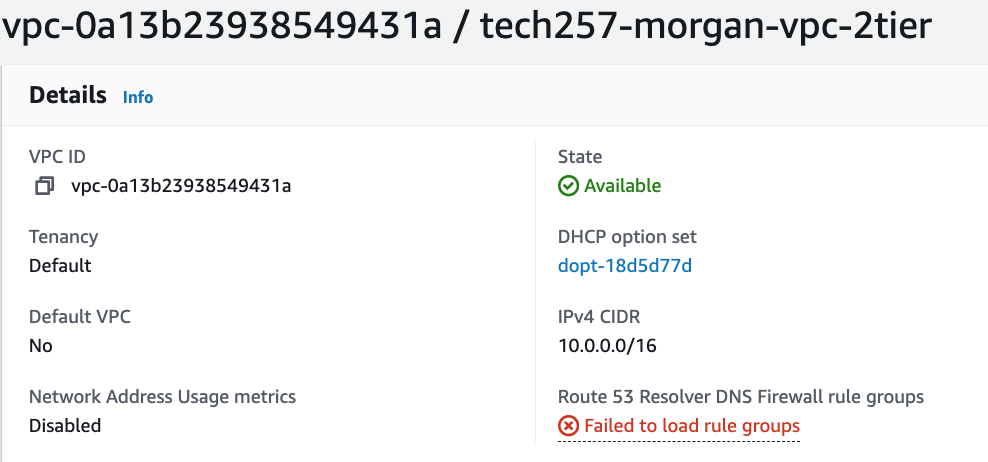 vpc-0a13b23938549431a / tech257-morgan-vpc-2tier
Details Info
VPC ID
vpc-0a13b23938549431a
State
Available
Tenancy
Default
DHCP option set
dopt-18d5d77d
Default VPC
No
IPv4 CIDR
10.0.0.0/16
Network Address Usage metrics
Disabled
Route 53 Resolver DNS Firewall rule groups
Failed to load rule groups